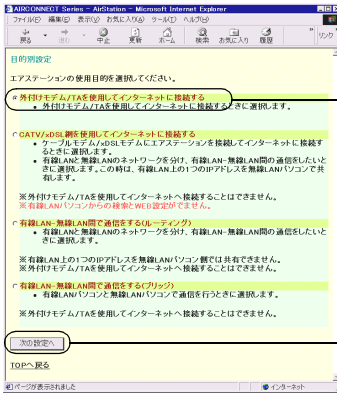 AIRCONNECT Series - AirStation - Microsoft Internet Explorer
ファイル(F) 編集(E) 表示(V) お気に入り(A) ツール(T) ヘルプ(H)
戻る 中止 更新 ホーム 検索 お気に入り 履歴 リンク
目的別設定
エアステーションの使用目的を選択してください。
外付けモデム/TAを使用してインターネットに接続する
• 外付けモデム/TAを使用してインターネットに接続するときに選択します。
CATV/xDSL網を使用してインターネットに接続する
• ケーブルモデム/xDSLモデムにエアステーションを接続してインターネットに接続するときに選択します。
• 有線LANと無線LANのネットワークを分け、有線LAN-無線LAN間の通信をしたいときに選択します。この時は、有線LAN上の1つのIPアドレスを無線LANパソコンで共有します。
※外付けモデム/TAを使用してインターネットへ接続することはできません。
※有線LANパソコンからの検索とWEB設定ができません。
有線LAN-無線LAN間で通信をする(ルーティング)
• 有線LANと無線LANのネットワークを分け、有線LAN-無線LAN間の通信をしたいときに選択します。
※有線LAN上の1つのIPアドレスを無線LANパソコン側では共有できません。
※外付けモデム/TAを使用してインターネットへ接続することはできません。
有線LAN-無線LAN間で通信をする(ブリッジ)
• 有線LANパソコンと無線LANパソコンで通信を行うときに選択します。
※外付けモデム/TAを使用してインターネットへ接続することはできません。
次の設定へ
TOPへ戻る
ページが表示されました インターネット